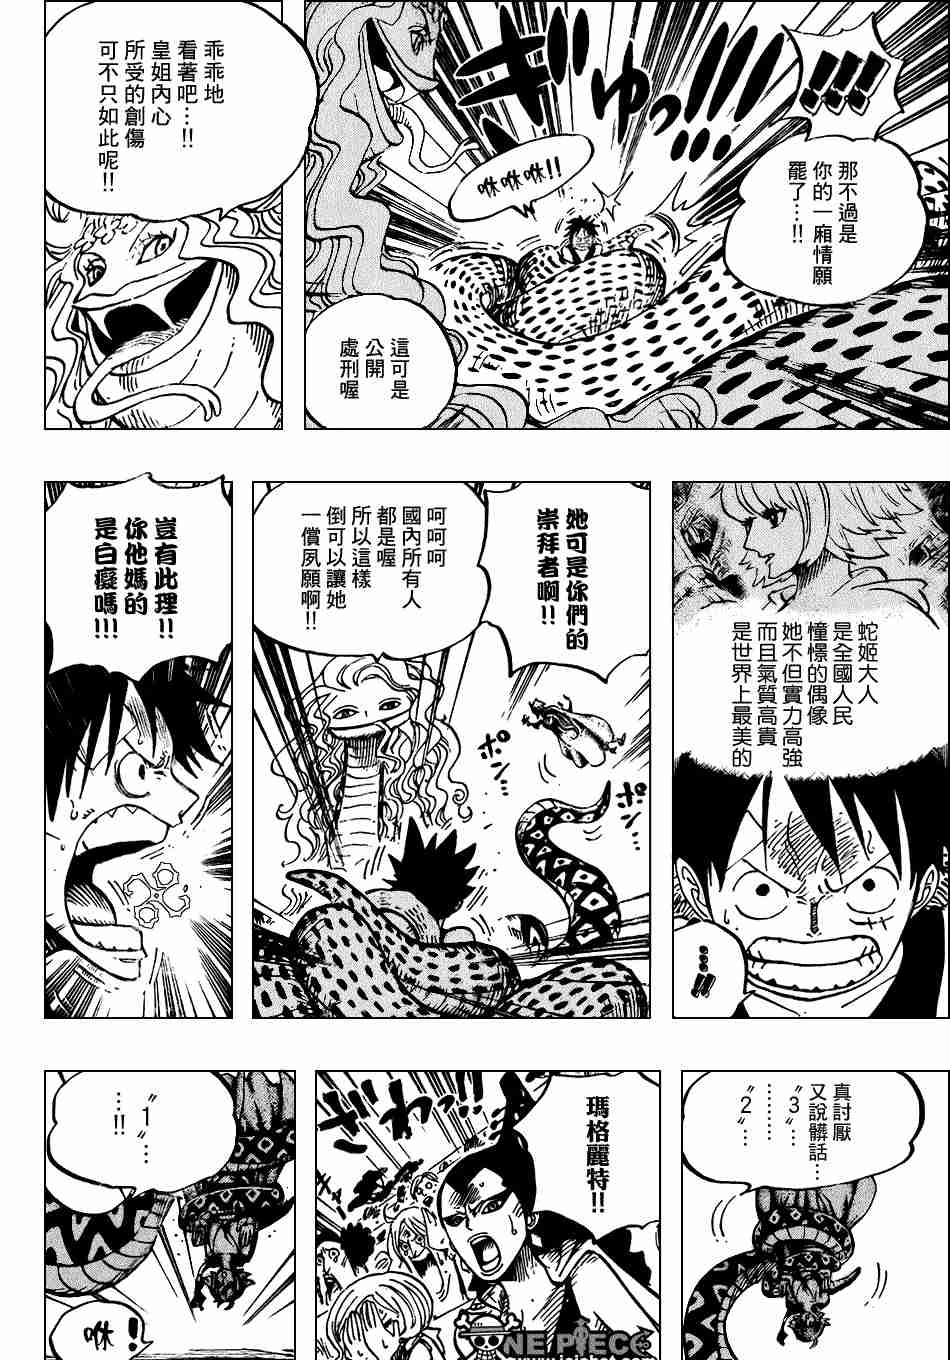 !!!
那不過是
你的一廂情願
罷了…!!
ギュッ!!!
咻咻咻!!
這可是
公開
處刑喔
乖乖地
看著吧…!!
皇姐內心
所受的創傷
可不只如此呢!!
蛇姬大人
是全國人民
憧憬的偶像
她不但實力高強
而且氣質高貴
是世界上最美的
…!!
她可是你們的
崇拜者啊!!
呵呵呵
國內所有人
都是喔
所以這樣
倒可以讓她
一償夙願啊!!
ポン
ポン
豈有此理!!
你他媽的
是白癡嗎!!!
真討厭
又說髒話…
“3”…
……
“2”…
瑪格麗特!!
“1”…
…!!
咻!
ONE PIECE